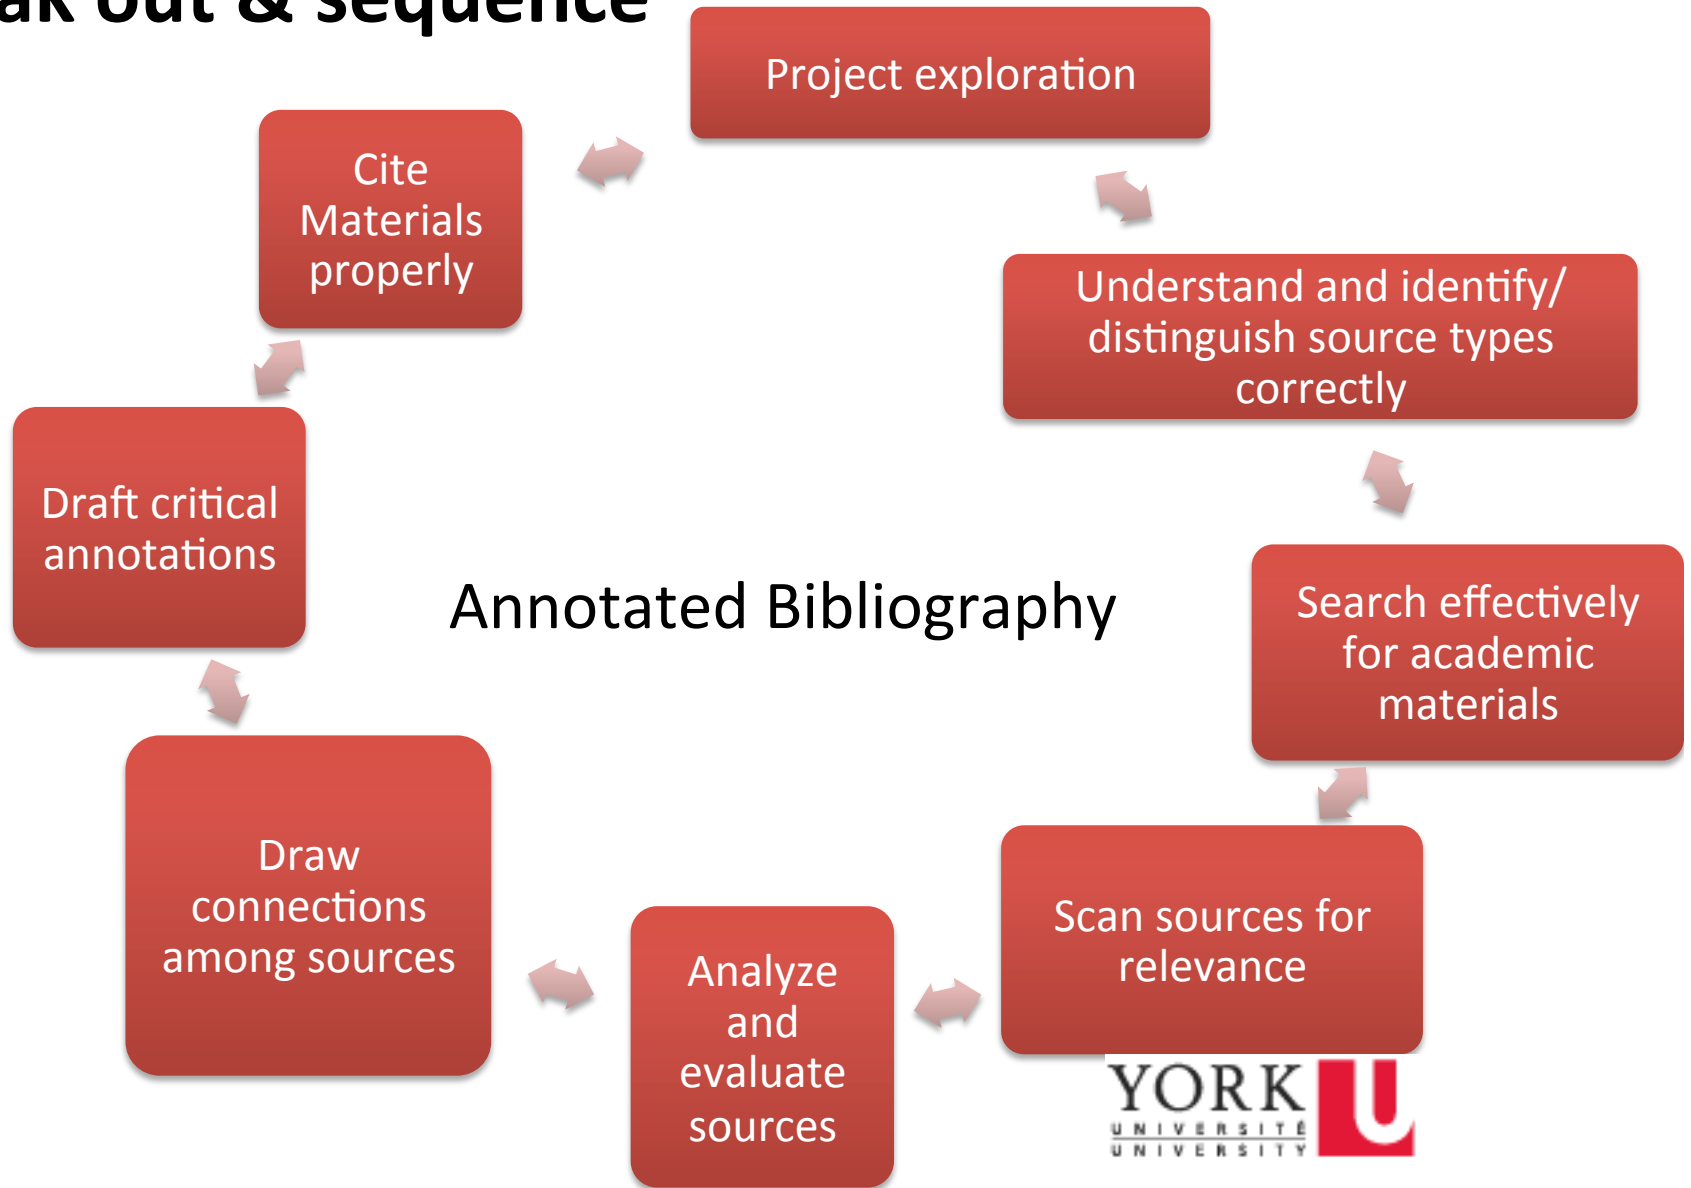 out & sequence
Project exploration
Understand and identify/
distinguish source types
correctly
Search effectively
for academic
materials
Scan sources for
relevance
Analyze
and
evaluate
sources
Draw
connections
among sources
Draft critical
annotations
Cite
Materials
properly
Annotated Bibliography
YORK U
UNIVERSITÉ
UNIVERSITY